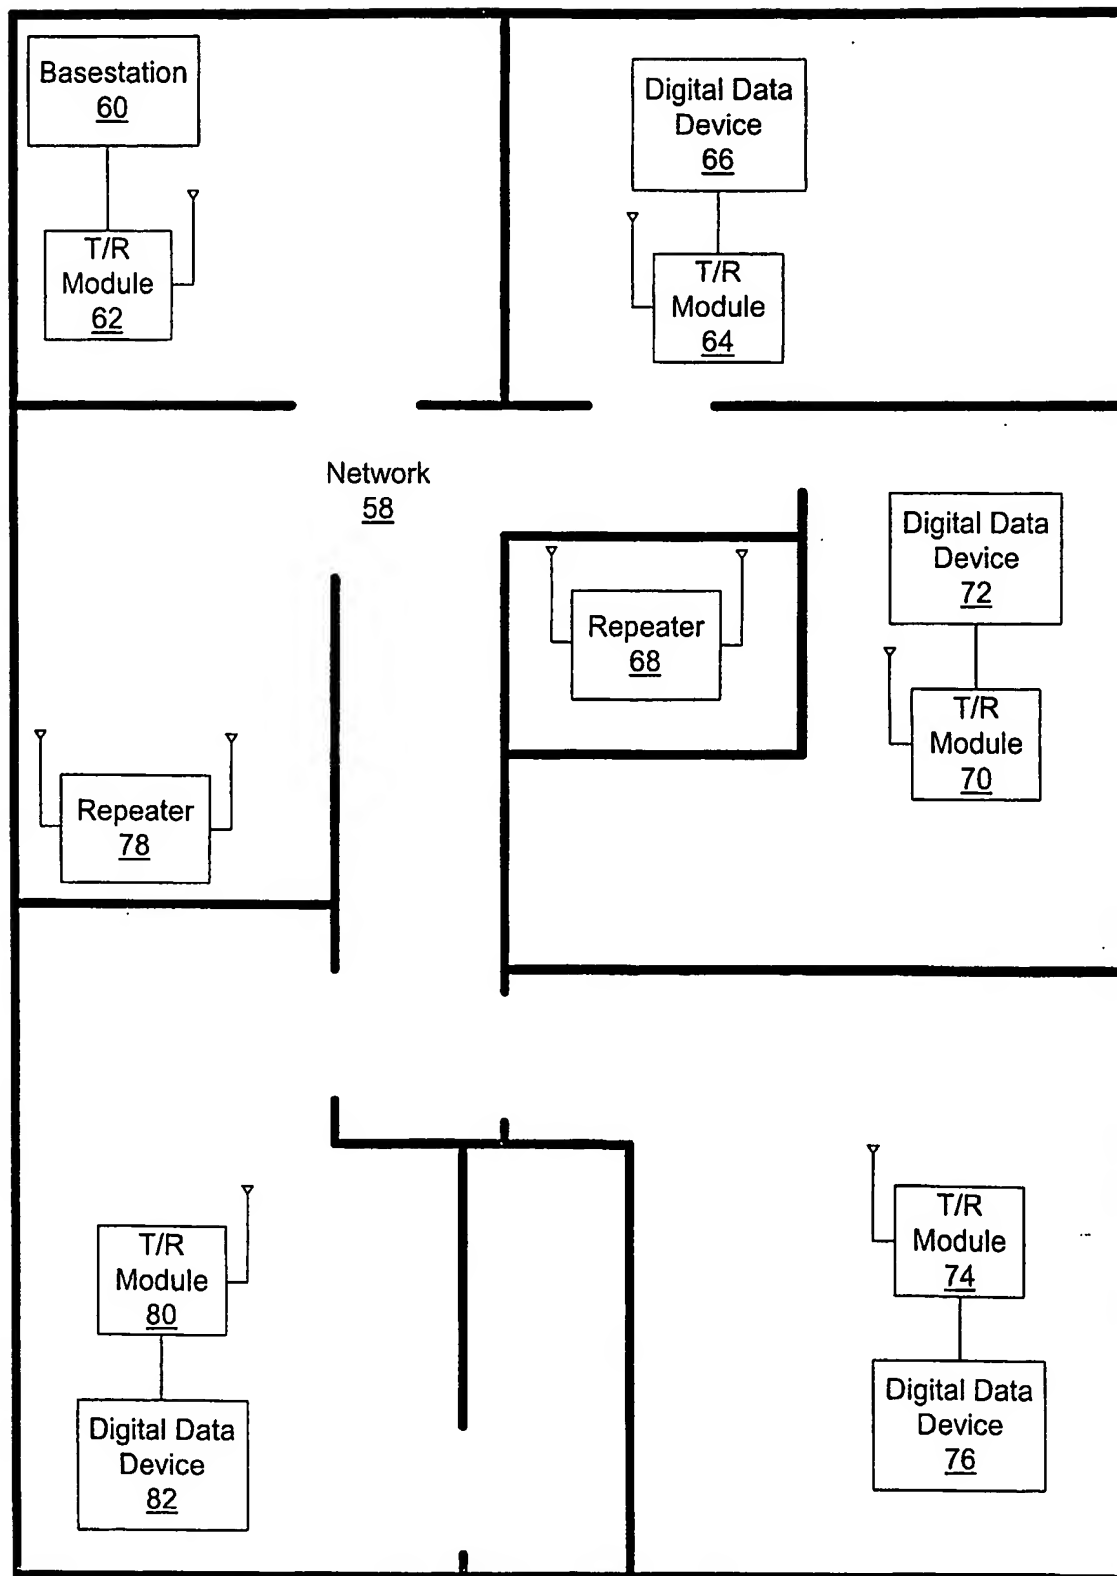 Basestation
60
T/R
Module
62
Digital Data
Device
66
T/R
Module
64
Network
58
Digital Data
Device
72
T/R
Module
70
Repeater
68
Repeater
78
T/R
Module
80
Digital Data
Device
82
T/R
Module
74
Digital Data
Device
76